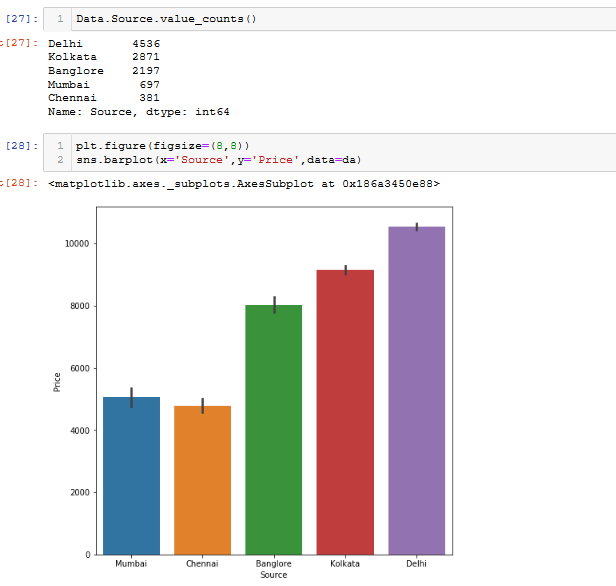 [27]: 1 Data.Source.value_counts()
t[27]: Delhi 4536
Kolkata 2871
Banglore 2197
Mumbai 697
Chennai 381
Name: Source, dtype: int64
[28]: 1 plt.figure(figsize=(8,8))
2 sns.barplot(x='Source',y='Price',data=da)
t[28]: <matplotlib.axes._subplots.AxesSubplot at 0x186a3450e88>
10000
8000
6000
4000
2000
0
Price
Mumbai Chennai Banglore Kolkata Delhi
Source